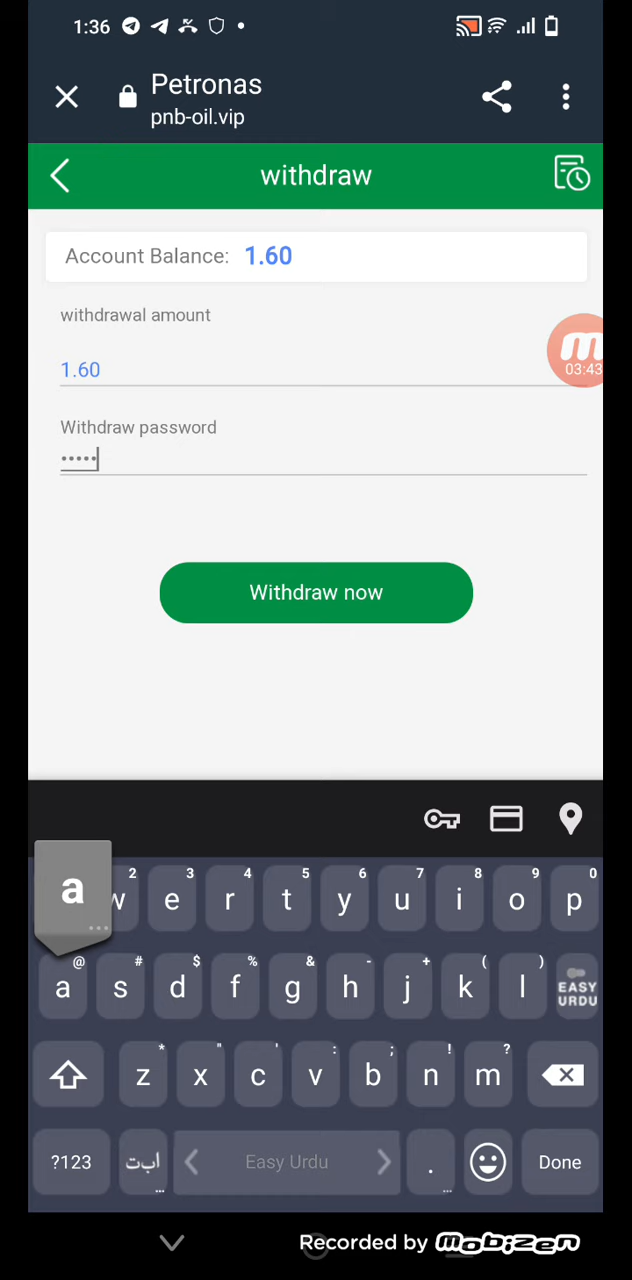 1:36
Petronas
pnb-oil.vip
withdraw
Account Balance: 1.60
withdrawal amount
1.60
m
03:43
Withdraw password
•••••
Withdraw now
a
2 3 4 5 6 7 8 9 0
w e r t y u i o p
@ # $ % & - + ( )
a s d f g h j k l EASY URDU
* " ' : ; ! ?
z x c v b n m
?123 اب‌ت Easy Urdu . Done
Recorded by mobizen